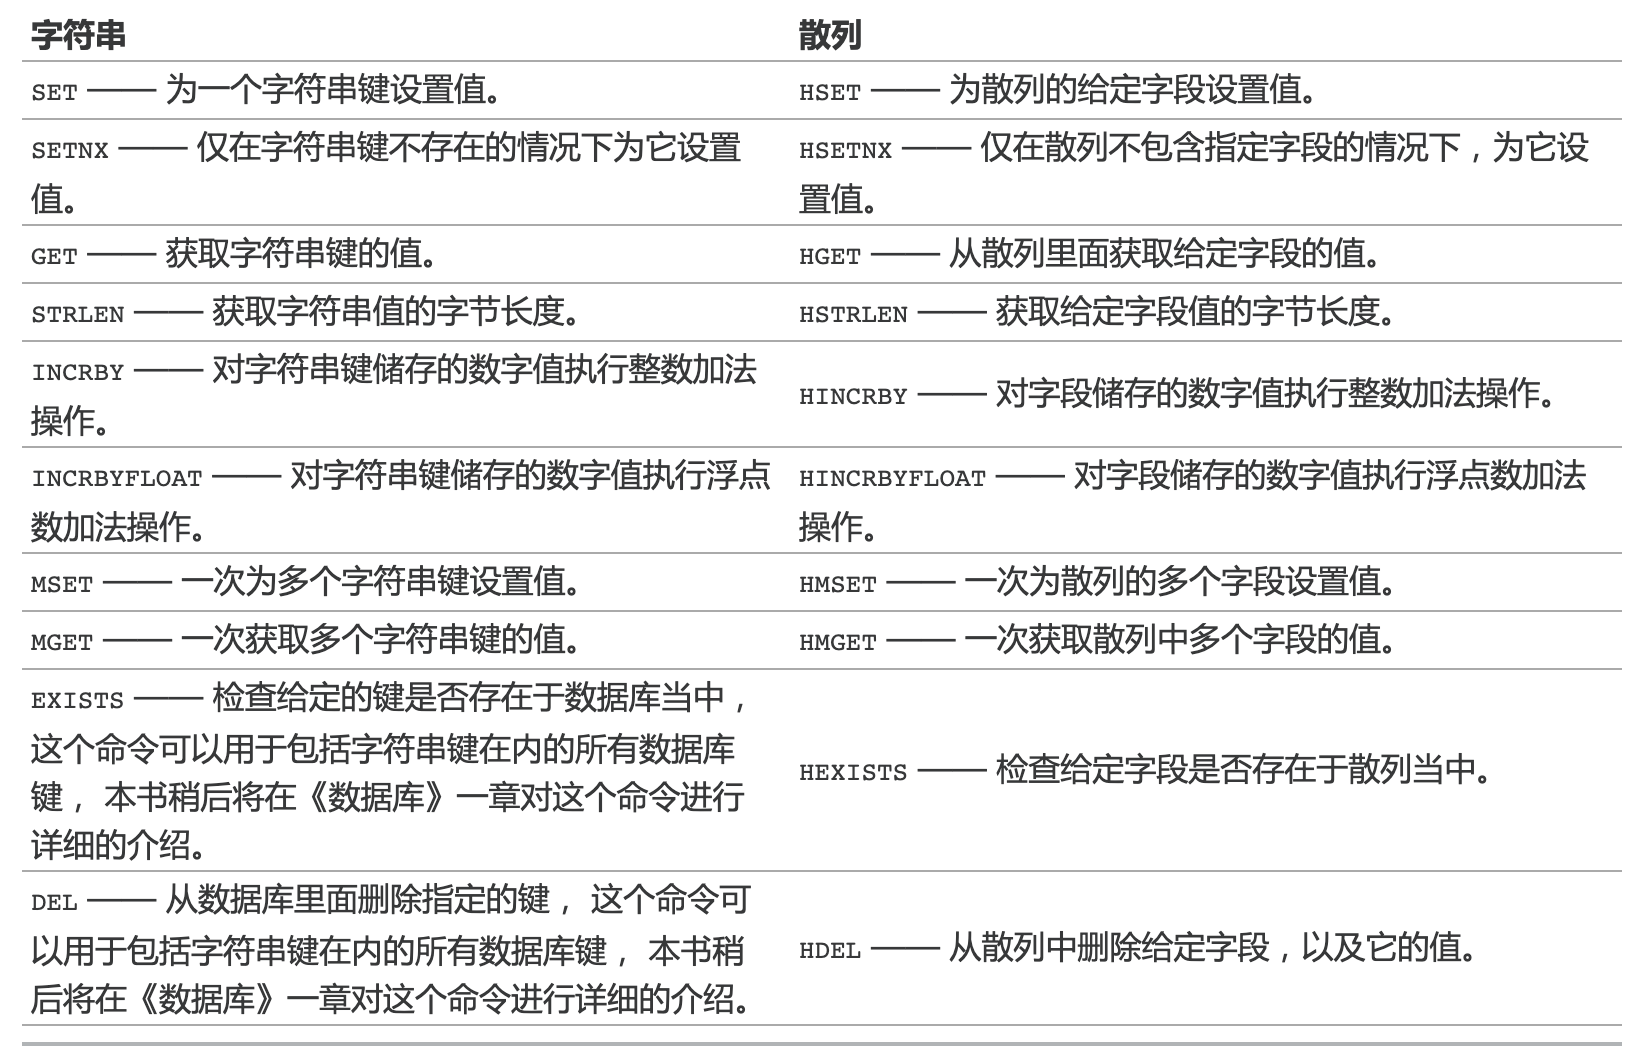 字符串
散列
SET —— 为一个字符串键设置值。
HSET —— 为散列的给定字段设置值。
SETNX —— 仅在字符串键不存在的情况下为它设置
值。
HSETNX —— 仅在散列不包含指定字段的情况下，为它设
置值。
GET —— 获取字符串键的值。
HGET —— 从散列里面获取给定字段的值。
STRLEN —— 获取字符串值的字节长度。
HSTRLEN —— 获取给定字段值的字节长度。
INCRBY —— 对字符串键储存的数字值执行整数加法
操作。
HINCRBY —— 对字段储存的数字值执行整数加法操作。
INCRBYFLOAT —— 对字符串键储存的数字值执行浮点
数加法操作。
HINCRBYFLOAT —— 对字段储存的数字值执行浮点数加法
操作。
MSET —— 一次为多个字符串键设置值。
HMSET —— 一次为散列的多个字段设置值。
MGET —— 一次获取多个字符串键的值。
HMGET —— 一次获取散列中多个字段的值。
EXISTS —— 检查给定的键是否存在于数据库当中，
这个命令可以用于包括字符串键在内的所有数据库
键， 本书稍后将在《数据库》一章对这个命令进行
详细的介绍。
HEXISTS —— 检查给定字段是否存在于散列当中。
DEL —— 从数据库里面删除指定的键， 这个命令可
以用于包括字符串键在内的所有数据库键， 本书稍
后将在《数据库》一章对这个命令进行详细的介绍。
HDEL —— 从散列中删除给定字段，以及它的值。